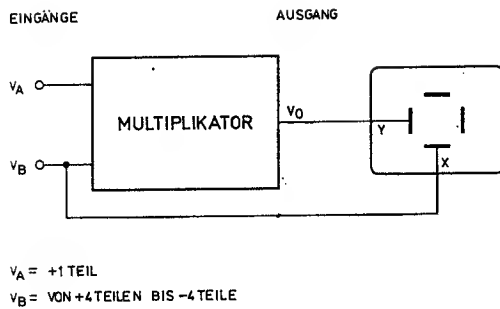 EINGÄNGE AUSGANG
VA
MULTIPLIKATOR
VO
Y
X
VB
VA = +1 TEIL
VB = VON +4 TEILEN BIS -4 TEILE